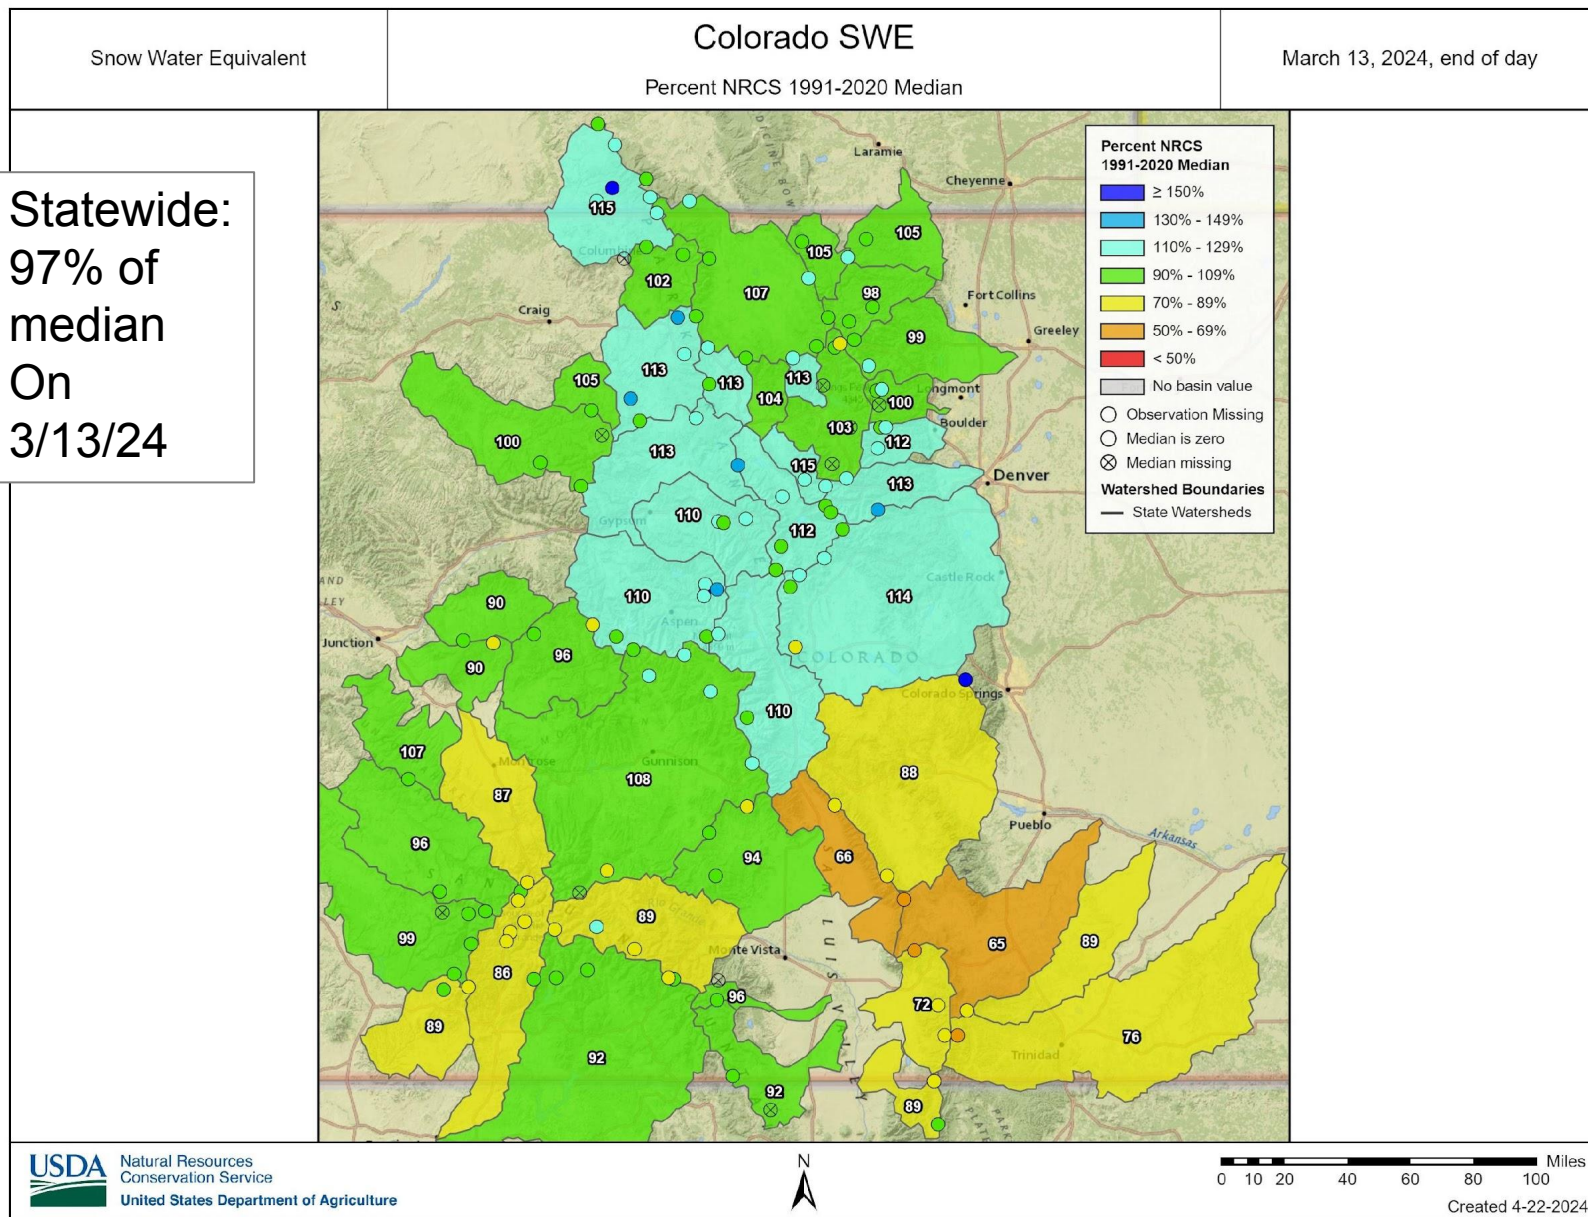 Snow Water Equivalent
Colorado SWE
Percent NRCS 1991-2020 Median
March 13, 2024, end of day
Statewide:
97% of
median
On
3/13/24
Percent NRCS
1991-2020 Median
≥ 150%
130% - 149%
110% - 129%
90% - 109%
70% - 89%
50% - 69%
< 50%
No basin value
Observation Missing
Median is zero
Median missing
Watershed Boundaries
State Watersheds
Laramie
Cheyenne
115
105
105
102
107
98
Craig
Fort Collins
Greeley
99
113
105
113
113
104
100
Longmont
103
Boulder
112
100
113
115
113
Denver
110
112
Gypsum
110
Aspen
114
Castle Rock
90
Junction
96
90
COLORADO
Colorado Springs
110
107
Montrose
Gunnison
108
87
88
Pueblo
Arkansas
96
94
66
SAN
89
Rio Grande
99
Monte Vista
65
89
86
96
72
LUIS VALLEY
89
92
76
Trinidad
92
89
USDA
Natural Resources
Conservation Service
United States Department of Agriculture
N
Miles
0 10 20 40 60 80 100
Created 4-22-2024